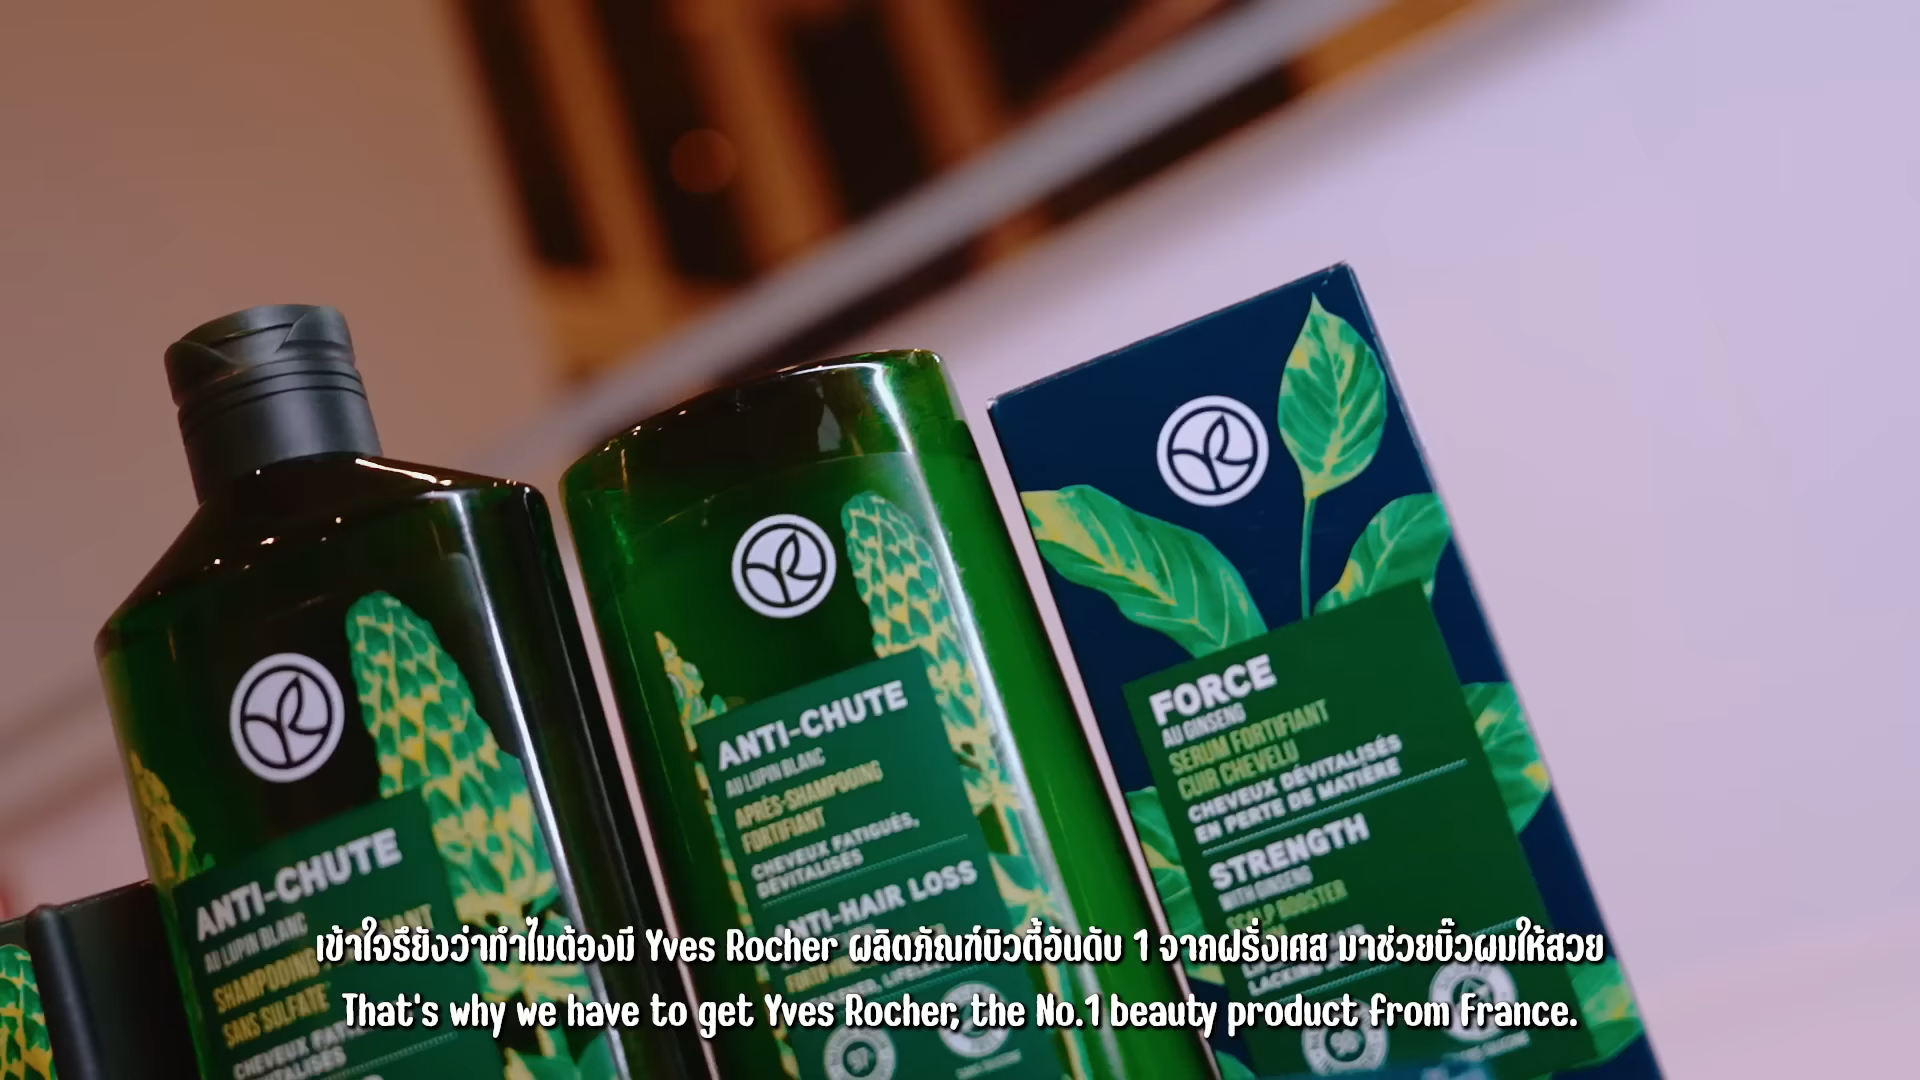 ANTI-CHUTE
AU LUPIN BLANC
SHAMPOOING
SANS SULFATE
CHEVEUX
ANTI-CHUTE
AU LUPIN BLANC
APRÈS-SHAMPOOING
FORTIFIANT
CHEVEUX FATIGUÉS,
DÉVITALISÉS
ANTI-HAIR LOSS
FORCE
AU GINSENG
SERUM FORTIFIANT
CUIR CHEVELU
CHEVEUX DÉVITALISÉS
EN PERTE DE MATIÈRE
STRENGTH
WITH GINSENG
SCALP BOOSTER
เข้าใจรึยังว่าทำไมต้องมี Yves Rocher ผลิตภัณฑ์บิวตี้อันดับ 1 จากฝรั่งเศส มาช่วยบิ๊วผมให้สวย
That's why we have to get Yves Rocher, the No.1 beauty product from France.